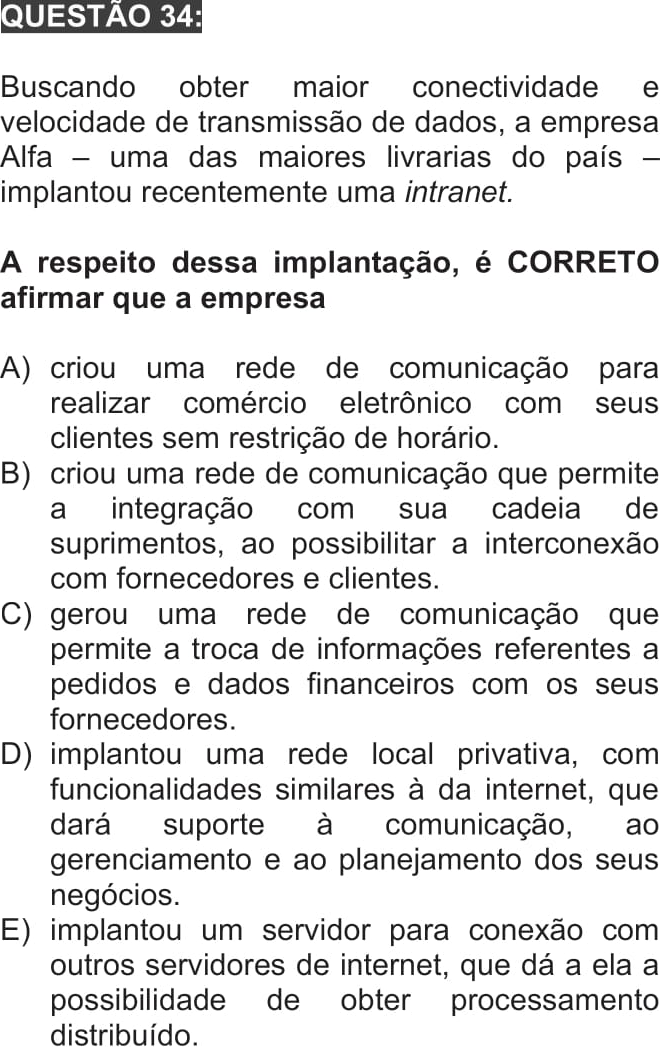 QUESTÃO 34:
Buscando obter maior conectividade e
velocidade de transmissão de dados, a empresa
Alfa – uma das maiores livrarias do país –
implantou recentemente uma intranet.
A respeito dessa implantação, é CORRETO
afirmar que a empresa
A) criou uma rede de comunicação para
realizar comércio eletrônico com seus
clientes sem restrição de horário.
B) criou uma rede de comunicação que permite
a integração com sua cadeia de
suprimentos, ao possibilitar a interconexão
com fornecedores e clientes.
C) gerou uma rede de comunicação que
permite a troca de informações referentes a
pedidos e dados financeiros com os seus
fornecedores.
D) implantou uma rede local privativa, com
funcionalidades similares à da internet, que
dará suporte à comunicação, ao
gerenciamento e ao planejamento dos seus
negócios.
E) implantou um servidor para conexão com
outros servidores de internet, que dá a ela a
possibilidade de obter processamento
distribuído.